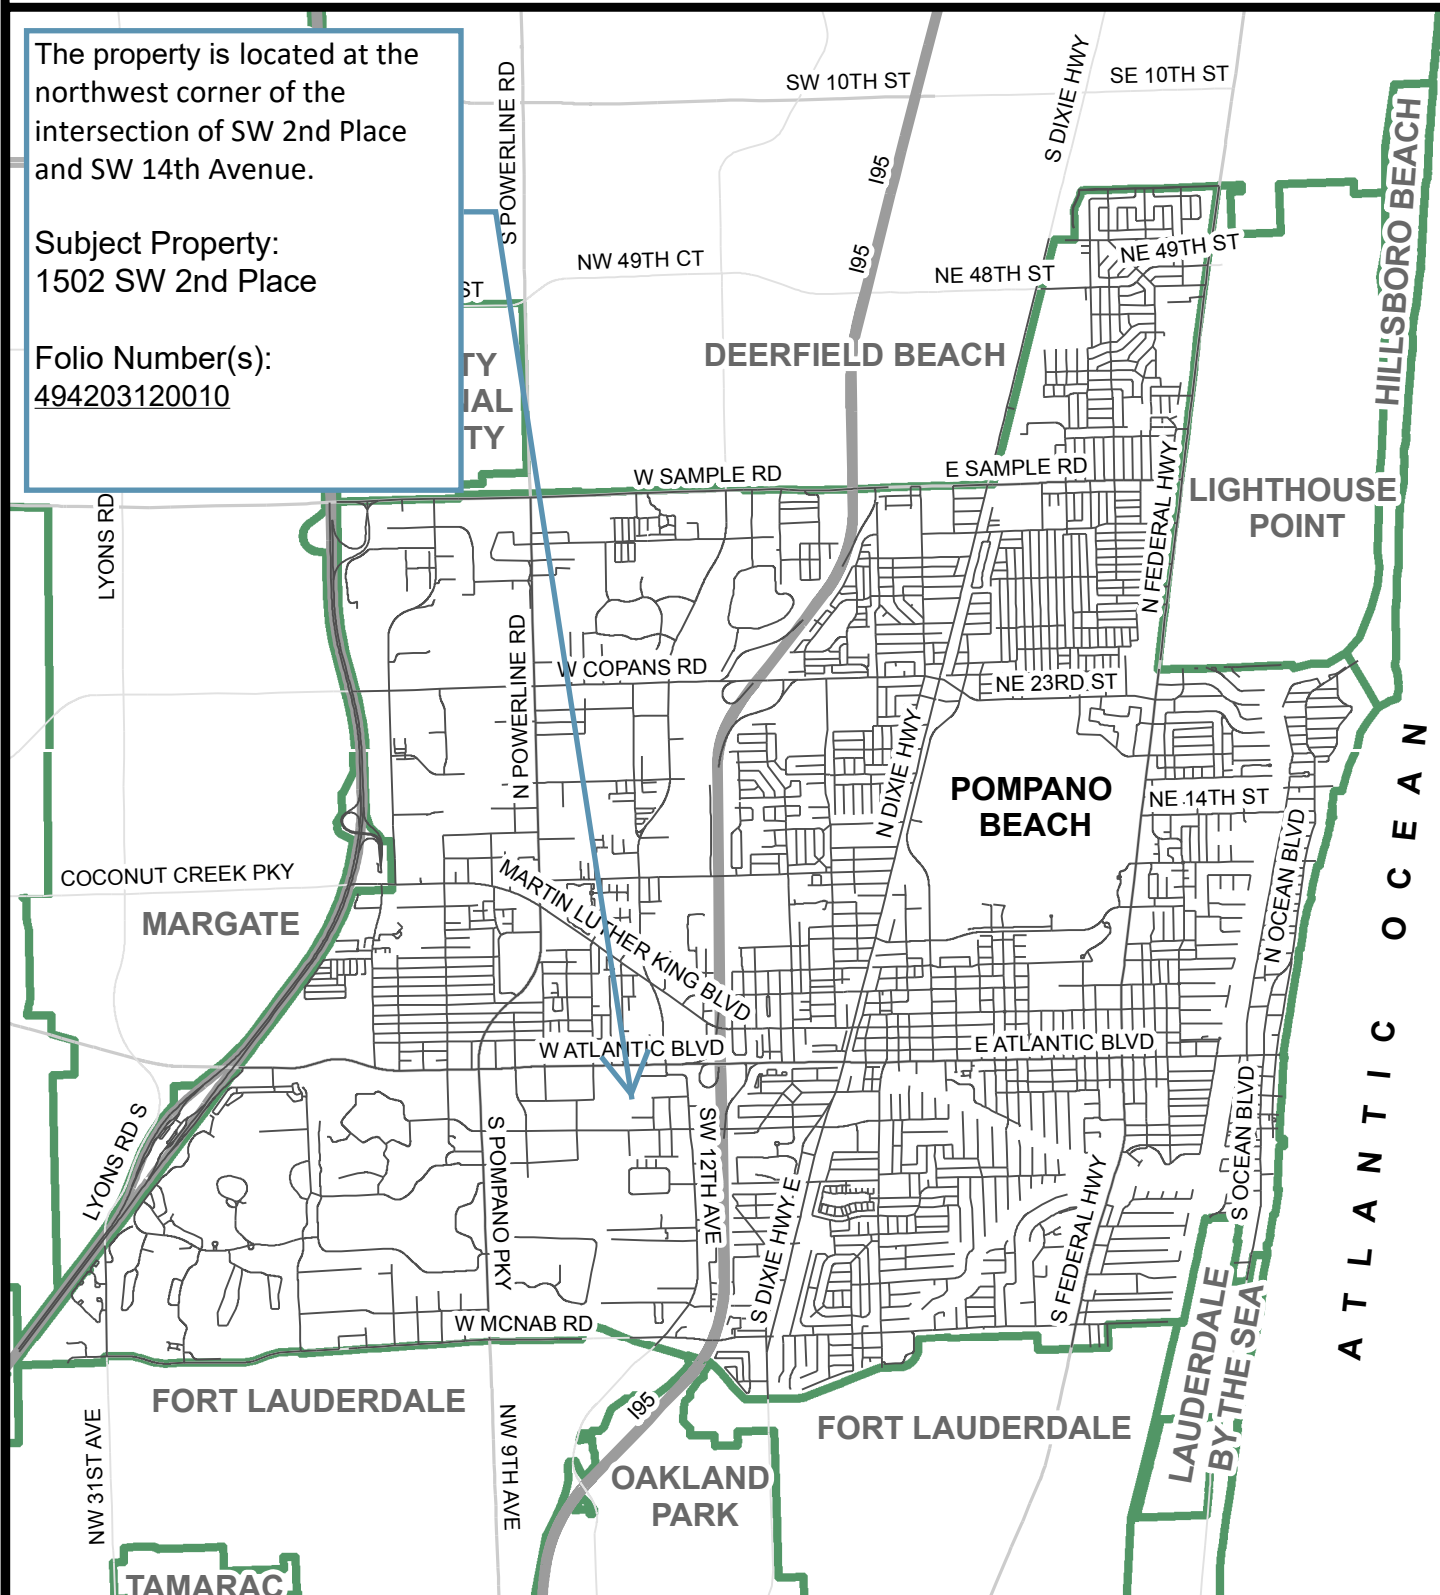 The property is located at the
northwest corner of the
intersection of SW 2nd Place
and SW 14th Avenue.
Subject Property:
1502 SW 2nd Place
Folio Number(s):
494203120010
S POWERLINE RD
SW 10TH ST
S DIXIE HWY
SE 10TH ST
I95
HILLSBORO BEACH
I95
NW 49TH CT
NE 48TH ST
NE 49TH ST
ST
DEERFIELD BEACH
TY
TY
W SAMPLE RD
E SAMPLE RD
LIGHTHOUSE
POINT
LYONS RD
N FEDERAL HWY
N POWERLINE RD
W COPANS RD
NE 23RD ST
N DIXIE HWY
POMPANO
BEACH
NE 14TH ST
N OCEAN BLVD
COCONUT CREEK PKY
MARGATE
MARTIN LUTHER KING BLVD
ATLANTIC OCEAN
W ATLANTIC BLVD
E ATLANTIC BLVD
LYONS RD S
S POMPANO PKY
SW 12TH AVE
S DIXIE HWY E
S FEDERAL HWY
S OCEAN BLVD
W MCNAB RD
FORT LAUDERDALE
LAUDERDALE
BY THE SEA
I95
FORT LAUDERDALE
NW 31ST AVE
NW 9TH AVE
OAKLAND
PARK
TAMARAC